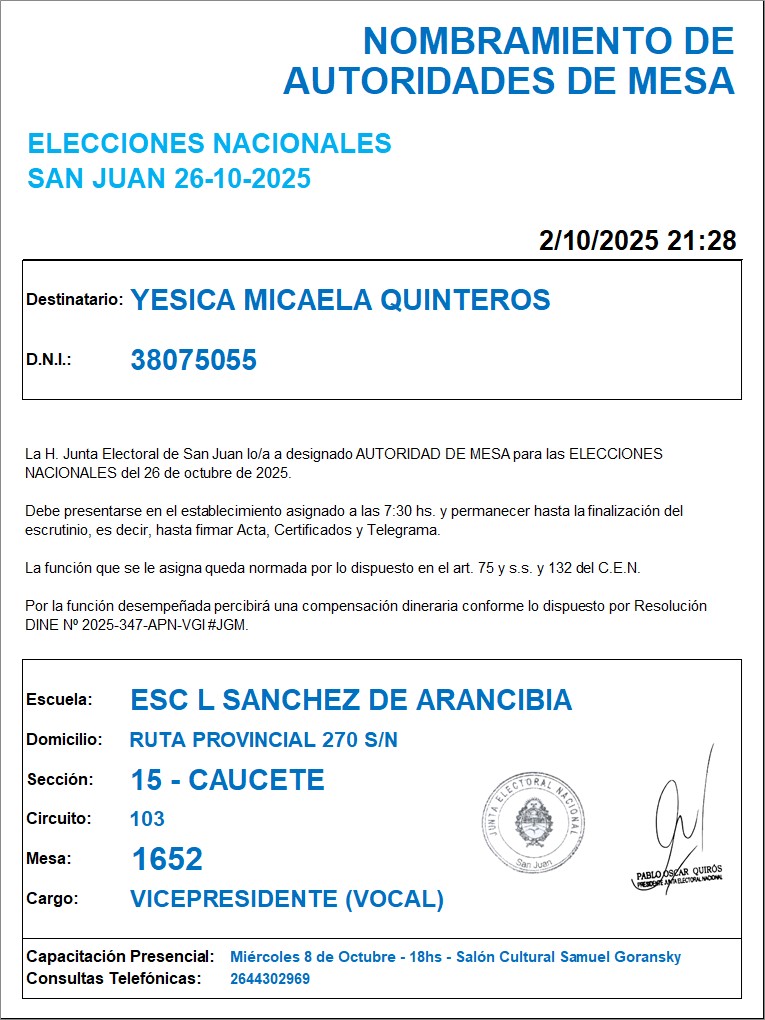 NOMBRAMIENTO DE
AUTORIDADES DE MESA
ELECCIONES NACIONALES
SAN JUAN 26-10-2025
2/10/2025 21:28
Destinatario: YESICA MICAELA QUINTEROS
D.N.I.: 38075055
La H. Junta Electoral de San Juan lo/a a designado AUTORIDAD DE MESA para las ELECCIONES
NACIONALES del 26 de octubre de 2025.
Debe presentarse en el establecimiento asignado a las 7:30 hs. y permanecer hasta la finalización del
escrutinio, es decir, hasta firmar Acta, Certificados y Telegrama.
La función que se le asigna queda normada por lo dispuesto en el art. 75 y s.s. y 132 del C.E.N.
Por la función desempeñada percibirá una compensación dineraria conforme lo dispuesto por Resolución
DINE Nº 2025-347-APN-VGI#JGM.
Escuela: ESC L SANCHEZ DE ARANCIBIA
Domicilio: RUTA PROVINCIAL 270 S/N
Sección: 15 - CAUCETE
Circuito: 103
Mesa: 1652
Cargo: VICEPRESIDENTE (VOCAL)
JUNTA ELECTORAL NACIONAL
San Juan
PABLO OSCAR QUIRÓS
PRESIDENTE JUNTA ELECTORAL NACIONAL
Capacitación Presencial: Miércoles 8 de Octubre - 18hs - Salón Cultural Samuel Goransky
Consultas Telefónicas: 2644302969